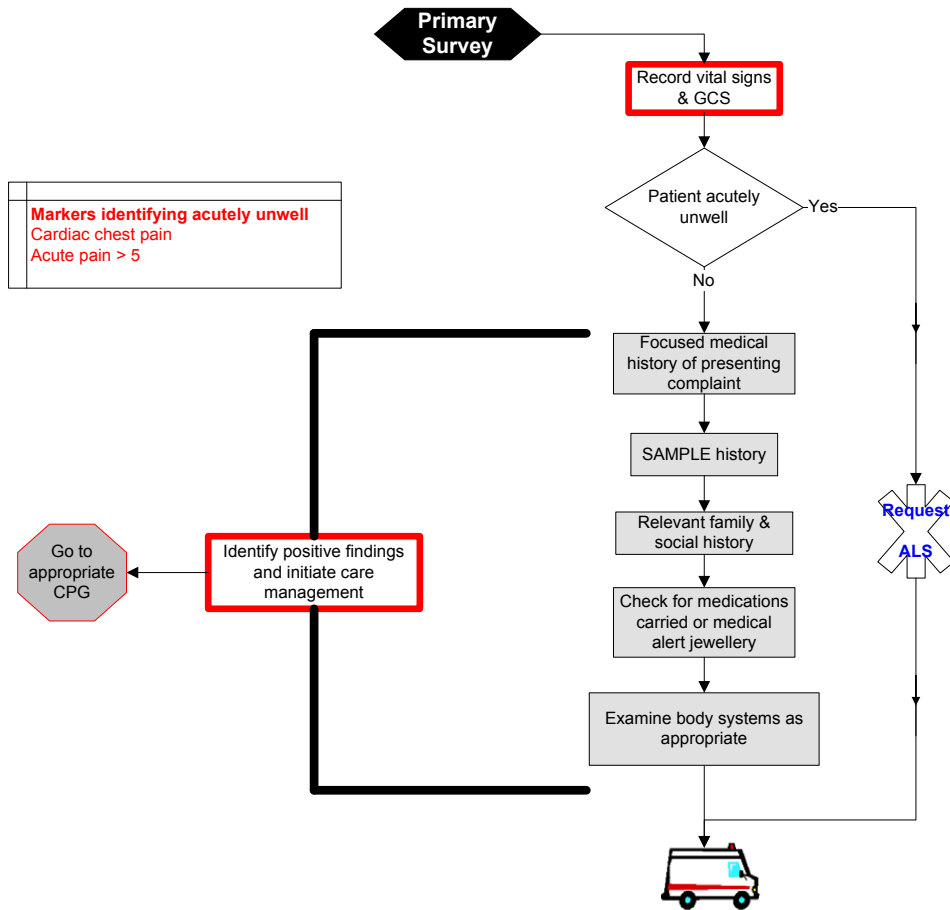 Primary
Survey
Record vital signs
& GCS
Markers identifying acutely unwell
Cardiac chest pain
Acute pain > 5
Patient acutely
unwell
Yes
No
Focused medical
history of presenting
complaint
SAMPLE history
Request
ALS
Relevant family &
social history
Go to
appropriate
CPG
Identify positive findings
and initiate care
management
Check for medications
carried or medical
alert jewellery
Examine body systems as
appropriate